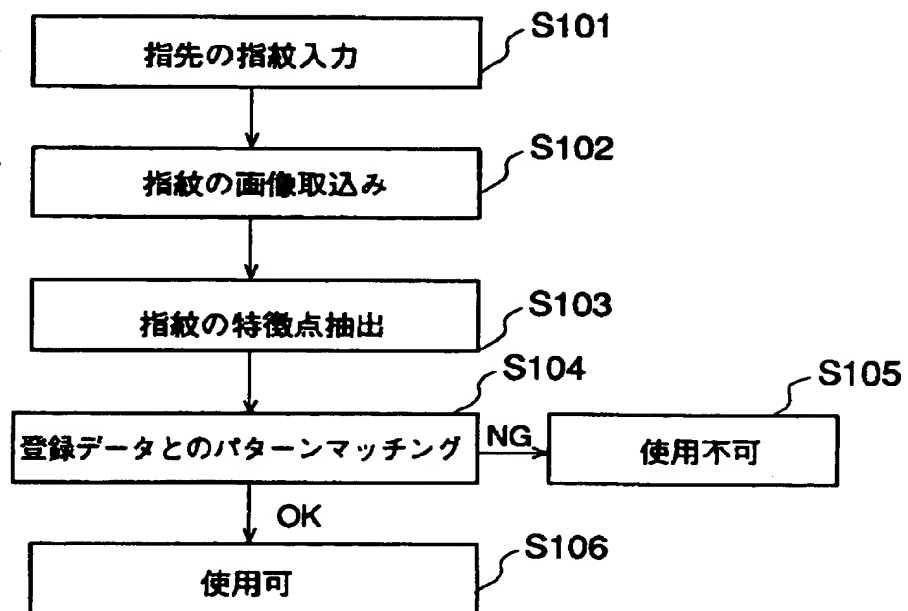 S101
指先の指紋入力
S102
指紋の画像取込み
S103
指紋の特徴点抽出
S104
登録データとのパターンマッチング
NG
S105
使用不可
OK
S106
使用可